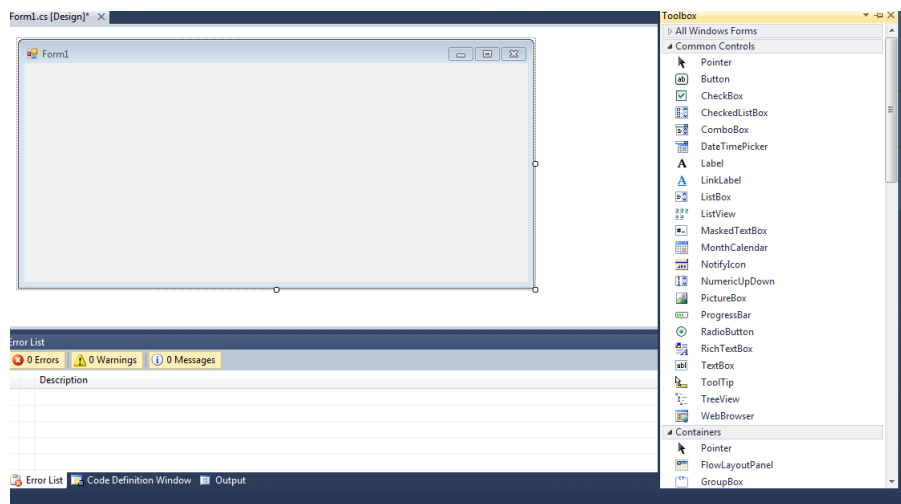 Form1.cs [Design]*
Form1
Error List
0 Errors
0 Warnings
0 Messages
Description
Error List
Code Definition Window
Output
Toolbox
All Windows Forms
Common Controls
Pointer
Button
CheckBox
CheckedListBox
ComboBox
DateTimePicker
Label
LinkLabel
ListBox
ListView
MaskedTextBox
MonthCalendar
NotifyIcon
NumericUpDown
PictureBox
ProgressBar
RadioButton
RichTextBox
TextBox
ToolTip
TreeView
WebBrowser
Containers
Pointer
FlowLayoutPanel
GroupBox